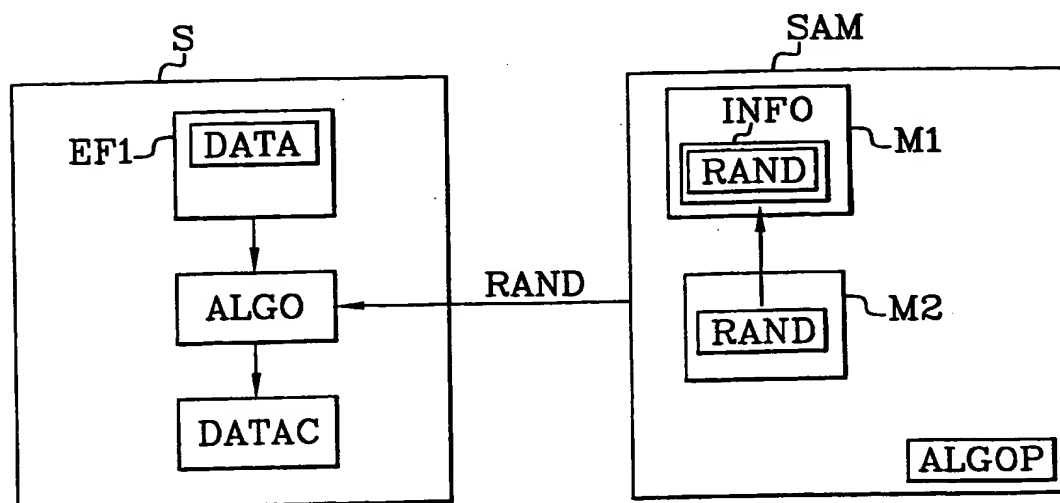 S
EF1
DATA
ALGO
DATAC
RAND
SAM
INFO
RAND
M1
RAND
M2
ALGOP